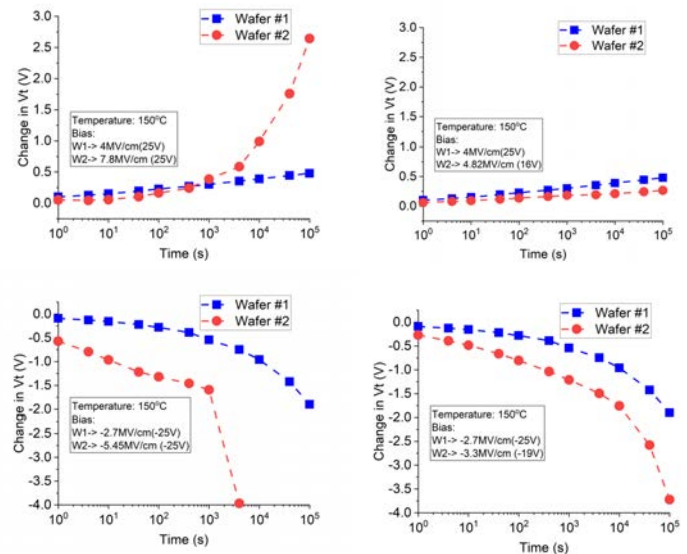 3.0
2.5
2.0
1.5
1.0
0.5
0.0
Change in Vt (V)
Wafer #1
Wafer #2
Temperature: 150°C
Bias:
W1-> 4MV/cm(25V)
W2-> 7.8MV/cm (25V)
10⁰ 10¹ 10² 10³ 10⁴ 10⁵
Time (s)
3.0
2.5
2.0
1.5
1.0
0.5
0.0
Change in Vt (V)
Wafer #1
Wafer #2
Temperature: 150°C
Bias:
W1-> 4MV/cm(25V)
W2-> 4.82MV/cm (16V)
10⁰ 10¹ 10² 10³ 10⁴ 10⁵
Time (s)
0.0
-0.5
-1.0
-1.5
-2.0
-2.5
-3.0
-3.5
-4.0
Change in Vt (V)
Wafer #1
Wafer #2
Temperature: 150°C
Bias:
W1-> -2.7MV/cm(-25V)
W2-> -5.45MV/cm (-25V)
10⁰ 10¹ 10² 10³ 10⁴ 10⁵
Time (s)
0.0
-0.5
-1.0
-1.5
-2.0
-2.5
-3.0
-3.5
-4.0
Change in Vt (V)
Wafer #1
Wafer #2
Temperature: 150°C
Bias:
W1-> -2.7MV/cm(-25V)
W2-> -3.3MV/cm (-19V)
10⁰ 10¹ 10² 10³ 10⁴ 10⁵
Time (s)